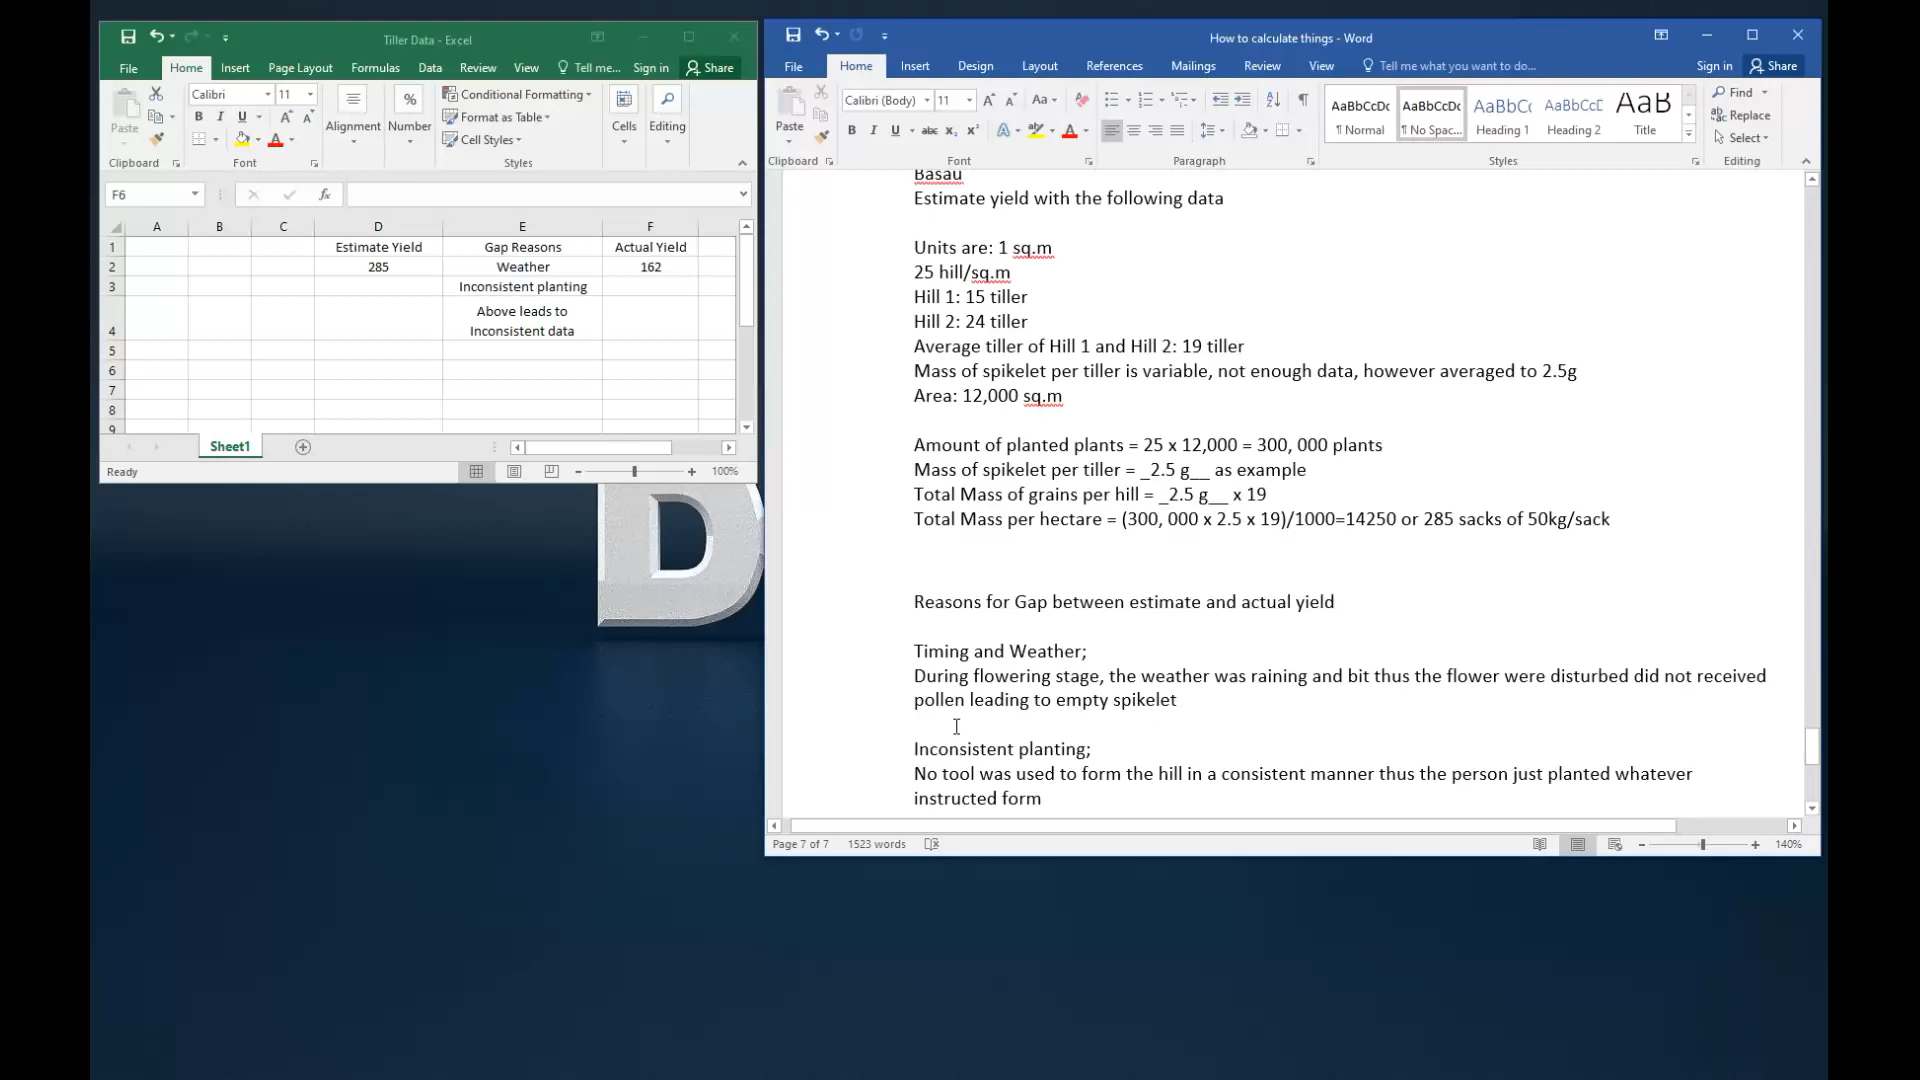 Tiller Data - Excel
File Home Insert Page Layout Formulas Data Review View Tell me... Sign in Share
Calibri 11
Paste
B I U
Alignment
%
Number
Conditional Formatting
Format as Table
Cell Styles
Cells
Editing
Clipboard Font Styles
F6
fx
A B C D E F
1 Estimate Yield Gap Reasons Actual Yield
2 285 Weather 162
3 Inconsistent planting
Above leads to
4 Inconsistent data
5
6
7
8
9
Sheet1
Ready 100%
D
How to calculate things - Word
File Home Insert Design Layout References Mailings Review View Tell me what you want to do... Sign in Share
Paste
Calibri (Body) 11 A A Aa
B I U abc X2 X2 A A
AaBbCcDc AaBbCcDc AaBbCc AaBbCcD AaB
¶ Normal ¶ No Spac... Heading 1 Heading 2 Title
Find
Replace
Select
Clipboard Font Paragraph Styles Editing
Basau
Estimate yield with the following data
Units are: 1 sq.m
25 hill/sq.m
Hill 1: 15 tiller
Hill 2: 24 tiller
Average tiller of Hill 1 and Hill 2: 19 tiller
Mass of spikelet per tiller is variable, not enough data, however averaged to 2.5g
Area: 12,000 sq.m
Amount of planted plants = 25 x 12,000 = 300, 000 plants
Mass of spikelet per tiller = _2.5 g__ as example
Total Mass of grains per hill = _2.5 g__ x 19
Total Mass per hectare = (300, 000 x 2.5 x 19)/1000=14250 or 285 sacks of 50kg/sack
Reasons for Gap between estimate and actual yield
Timing and Weather;
During flowering stage, the weather was raining and bit thus the flower were disturbed did not received
pollen leading to empty spikelet
Inconsistent planting;
No tool was used to form the hill in a consistent manner thus the person just planted whatever
instructed form
Page 7 of 7 1523 words 140%